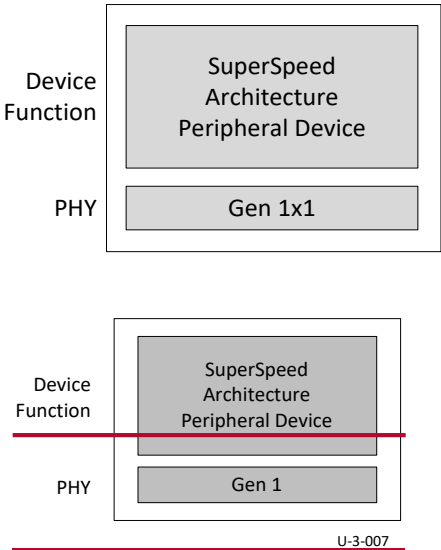 Device
Function
SuperSpeed
Architecture
Peripheral Device
PHY
Gen 1x1
Device
Function
SuperSpeed
Architecture
Peripheral Device
PHY
Gen 1
U-3-007